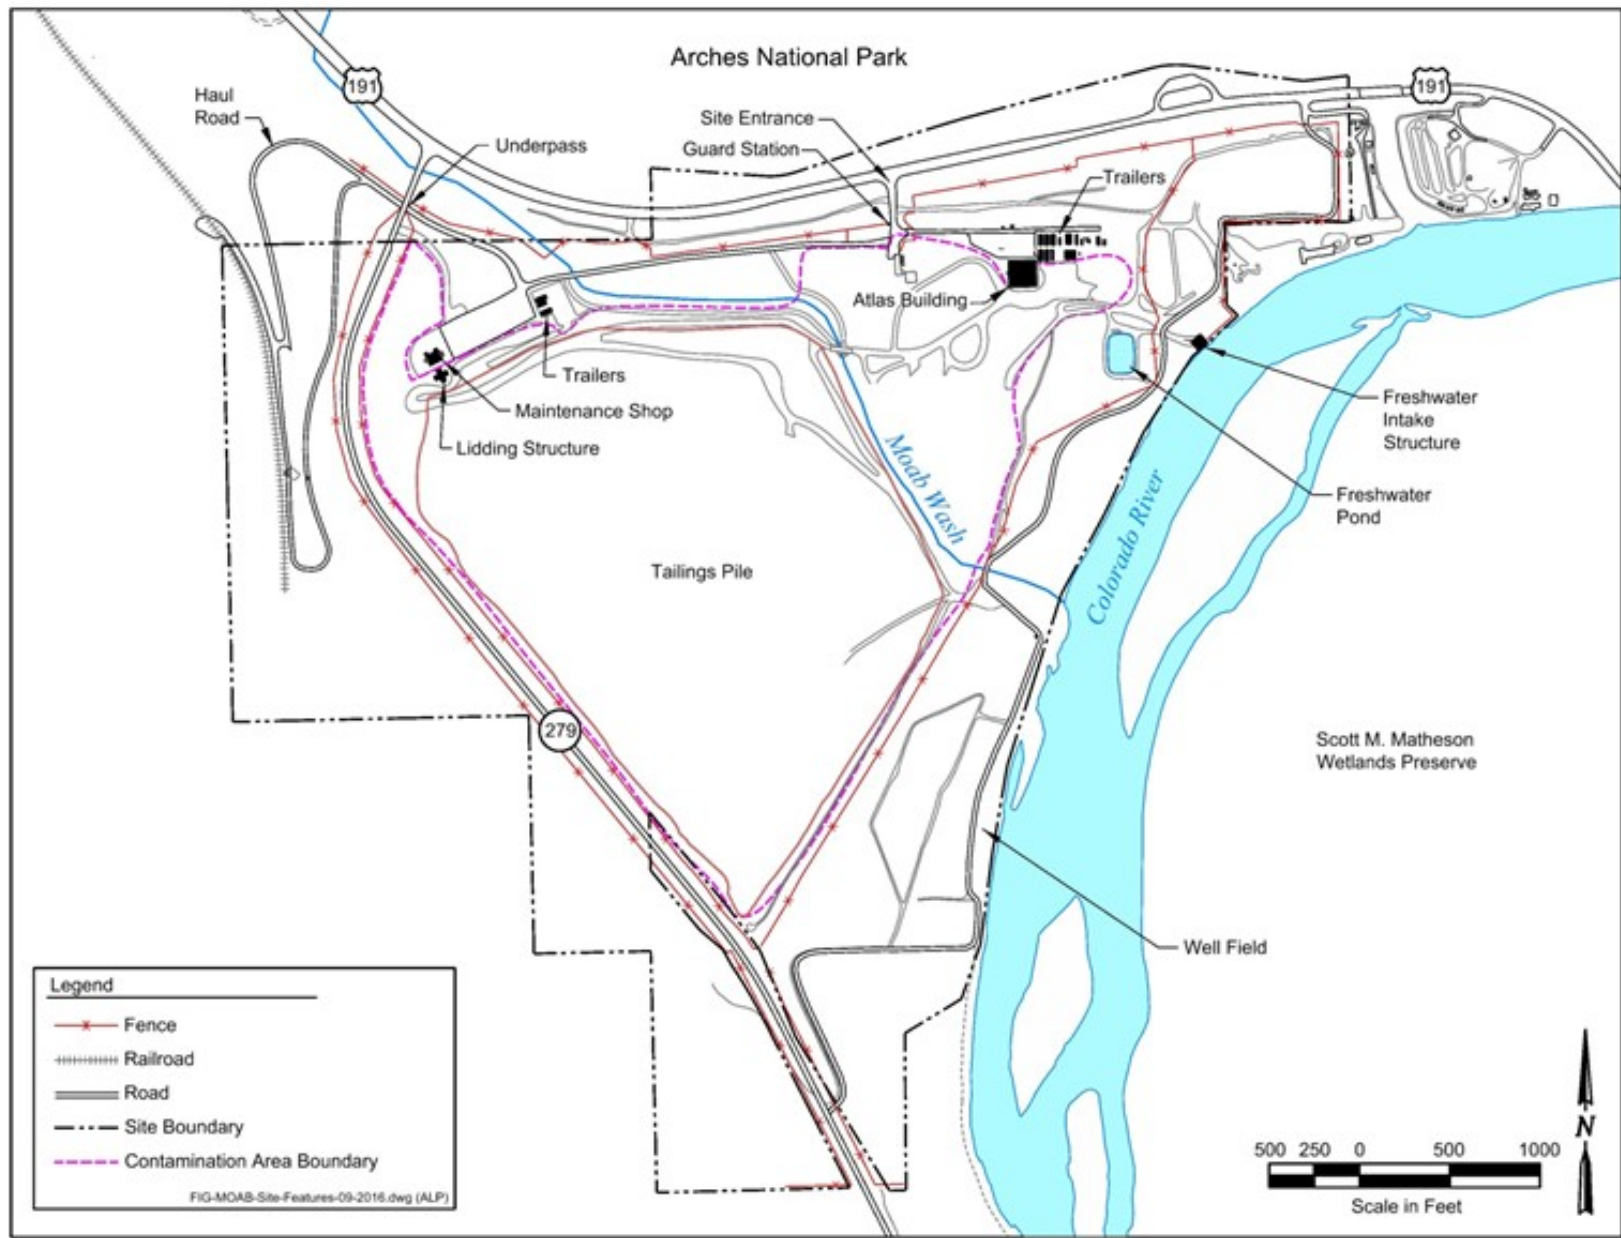 Arches National Park
191
191
Haul
Road
Site Entrance
Underpass
Guard Station
Trailers
Atlas Building
Trailers
Freshwater
Intake
Structure
Maintenance Shop
Moab Wash
Lidding Structure
Colorado River
Freshwater
Pond
Tailings Pile
279
Scott M. Matheson
Wetlands Preserve
Well Field
Legend
Fence
Railroad
Road
Site Boundary
Contamination Area Boundary
FIG-MOAB-Site-Features-09-2016.dwg (ALP)
N
500 250 0 500 1000
Scale in Feet